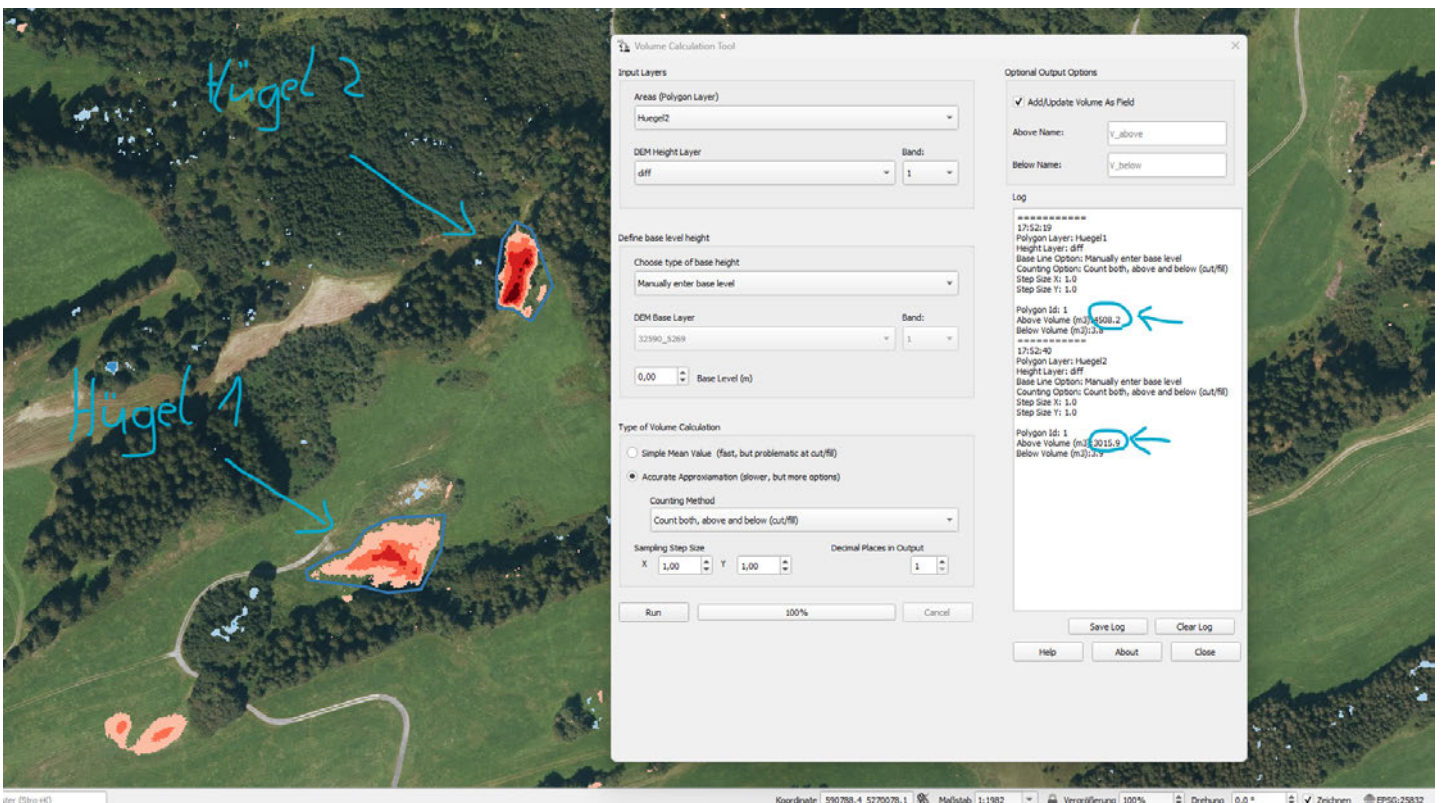 Hügel 2
Hügel 1
Volume Calculation Tool
Input Layers
Areas (Polygon Layer)
Huegel2
DEM Height Layer
Band:
diff
1
Define base level height
Choose type of base height
Manually enter base level
DEM Base Layer
Band:
32590_5269
1
0,00
Base Level (m)
Type of Volume Calculation
Simple Mean Value (fast, but problematic at cut/fill)
Accurate Approxiamation (slower, but more options)
Counting Method
Count both, above and below (cut/fill)
Sampling Step Size
Decimal Places in Output
X 1,00 Y 1,00
1
Run
100%
Cancel
Optional Output Options
Add/Update Volume As Field
Above Name:
V_above
Below Name:
V_below
Log
===========
17:52:19
Polygon Layer: Huegel1
Height Layer: diff
Base Line Option: Manually enter base level
Counting Option: Count both, above and below (cut/fill)
Step Size X: 1.0
Step Size Y: 1.0
Polygon Id: 1
Above Volume (m3):4508.2
Below Volume (m3):3.8
===========
17:52:40
Polygon Layer: Huegel2
Height Layer: diff
Base Line Option: Manually enter base level
Counting Option: Count both, above and below (cut/fill)
Step Size X: 1.0
Step Size Y: 1.0
Polygon Id: 1
Above Volume (m3):3015.9
Below Volume (m3):3.9
Save Log
Clear Log
Help
About
Close
Koordinate 590788.4 5270078.1 Maßstab 1:1982 Vergrößerung 100% Drehung 0.0 ° Zeichnen EPSG:25832